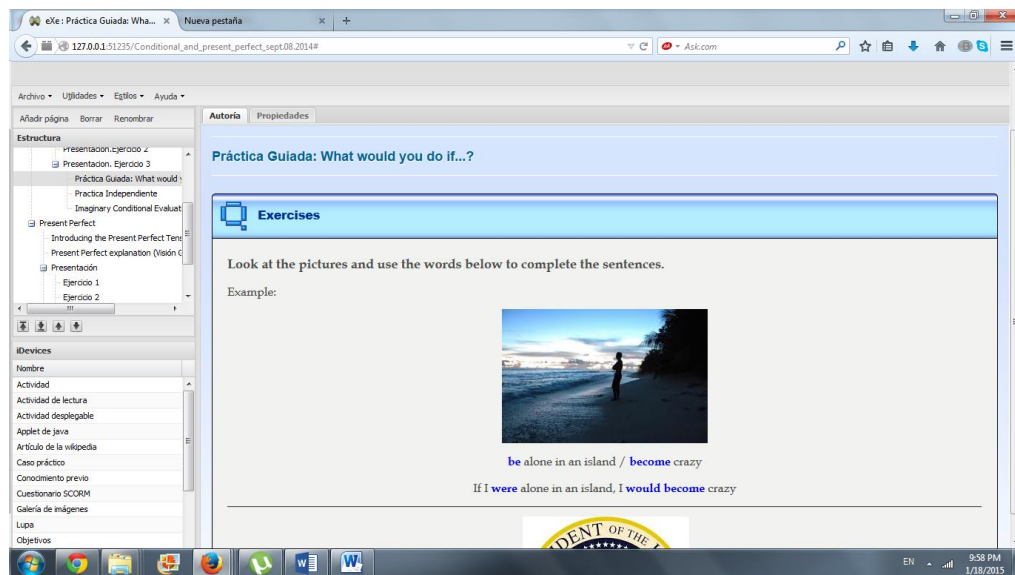 eXe : Práctica Guiada: Wha...
Nueva pestaña
127.0.0.1:51235/Conditional_and_present_perfect_sept.08.2014#
Ask.com
Archivo
Utilidades
Estilos
Ayuda
Añadir página
Borrar
Renombrar
Estructura
Presentacion.Ejercicio 2
Presentacion. Ejercicio 3
Práctica Guiada: What would
Practica Independiente
Imaginary Conditional Evaluat
Present Perfect
Introducing the Present Perfect Tens
Present Perfect explanation (Visión
Presentación
Ejercicio 1
Ejercicio 2
iDevices
Nombre
Actividad
Actividad de lectura
Actividad desplegable
Applet de java
Artículo de la wikipedia
Caso práctico
Conocimiento previo
Cuestionario SCORM
Galería de imágenes
Lupa
Objetivos
Autoría
Propiedades
Práctica Guiada: What would you do if...?
Exercises
Look at the pictures and use the words below to complete the sentences.
Example:
be alone in an island / become crazy
If I were alone in an island, I would become crazy
DENT OF THE
EN
9:58 PM
1/18/2015